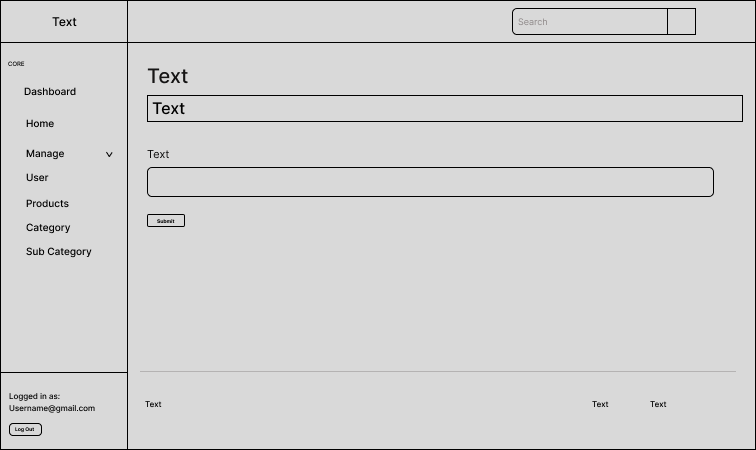 Text
Search
CORE
Dashboard
Home
Manage
User
Products
Category
Sub Category
Logged in as:
Username@gmail.com
Log Out
Text
Text
Text
Submit
Text
Text
Text